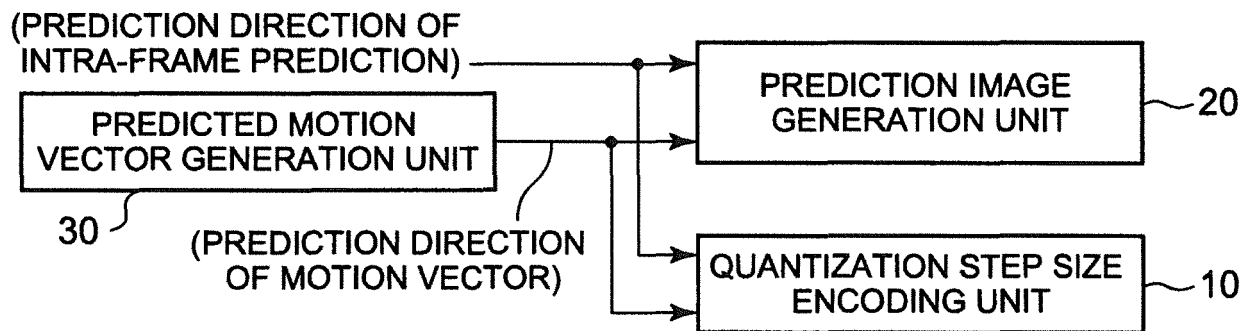 (PREDICTION DIRECTION OF
INTRA-FRAME PREDICTION)
PREDICTED MOTION
VECTOR GENERATION UNIT
30
(PREDICTION DIRECTION
OF MOTION VECTOR)
PREDICTION IMAGE
GENERATION UNIT
20
QUANTIZATION STEP SIZE
ENCODING UNIT
10